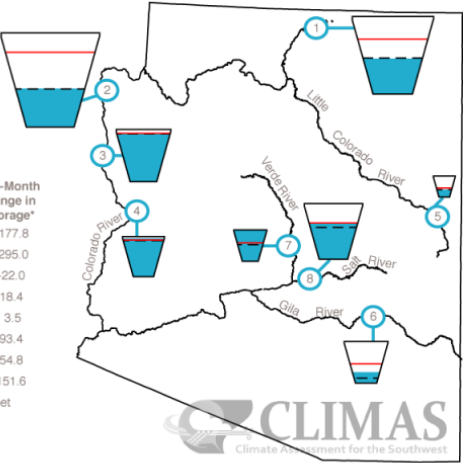 1
2
3
4
5
6
7
8
Little
Colorado
River
Verde River
Colorado River
Salt River
Gila River
-Month
nge in
orage*
177.8
295.0
-22.0
18.4
3.5
93.4
54.8
151.6
et
CLIMAS
Climate Assessment for the Southwest